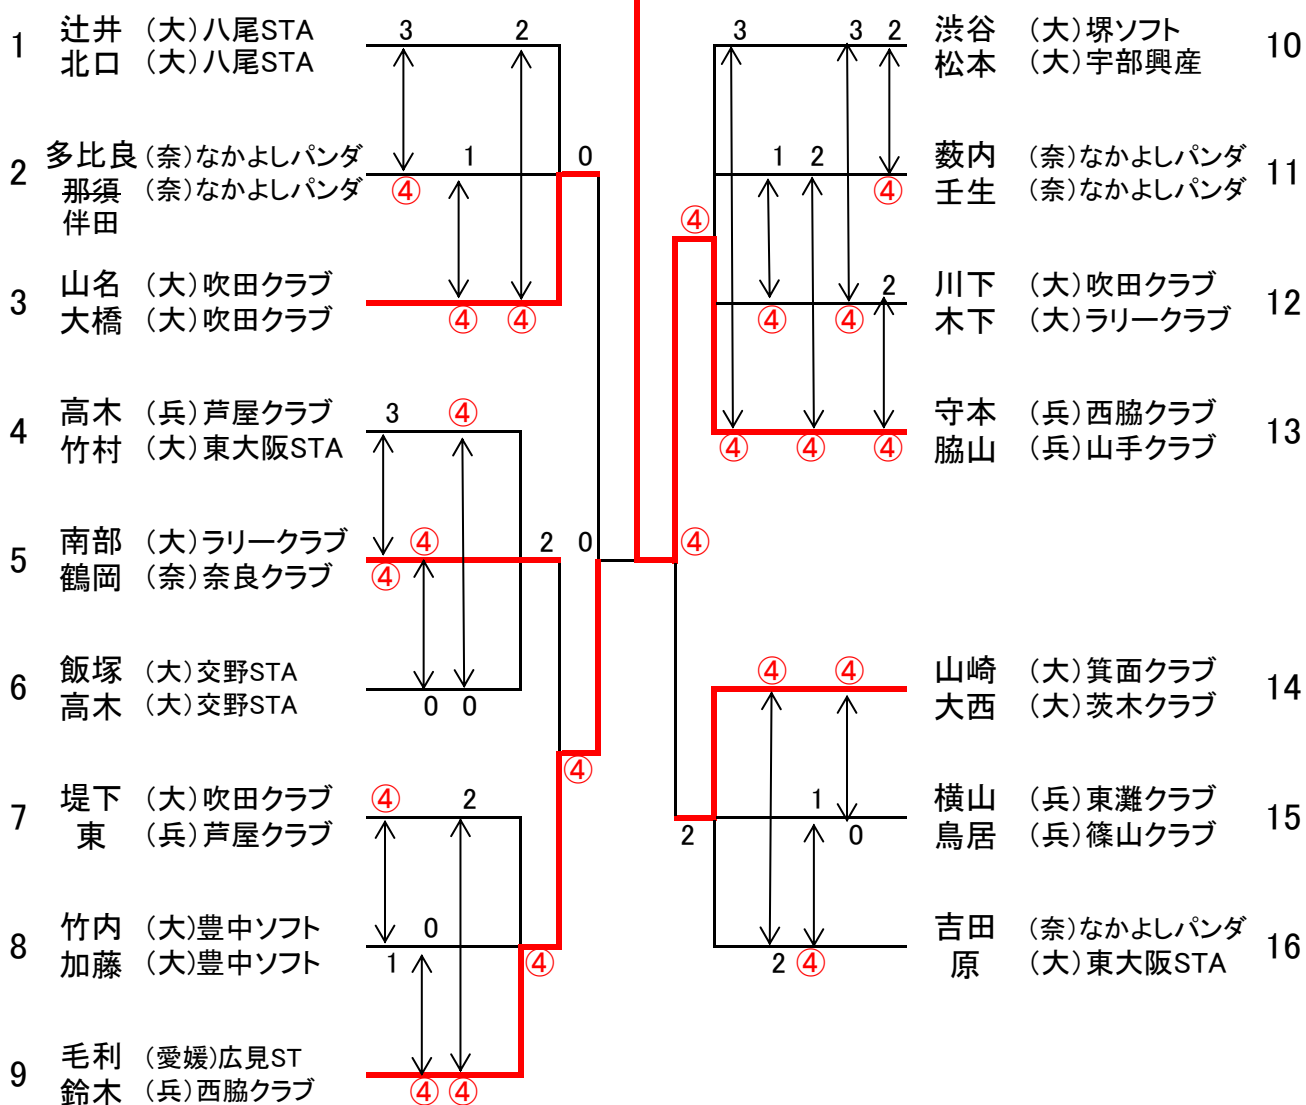 1 辻井 (大)八尾STA
北口 (大)八尾STA
3 2
2 多比良 (奈)なかよしパンダ
那須 (奈)なかよしパンダ
伴田
④ 1 0
3 山名 (大)吹田クラブ
大橋 (大)吹田クラブ
④ ④
4 高木 (兵)芦屋クラブ
竹村 (大)東大阪STA
3 ④
5 南部 (大)ラリークラブ
鶴岡 (奈)奈良クラブ
④ ④ 2 0
6 飯塚 (大)交野STA
高木 (大)交野STA
0 0
④
7 堤下 (大)吹田クラブ
東 (兵)芦屋クラブ
④ 2
8 竹内 (大)豊中ソフト
加藤 (大)豊中ソフト
1 0 ④
9 毛利 (愛媛)広見ST
鈴木 (兵)西脇クラブ
④ ④
3 3 2
渋谷 (大)堺ソフト 10
松本 (大)宇部興産
1 2 ④
薮内 (奈)なかよしパンダ 11
壬生 (奈)なかよしパンダ
④
④ ④ 2
川下 (大)吹田クラブ 12
木下 (大)ラリークラブ
④ ④ ④
守本 (兵)西脇クラブ 13
脇山 (兵)山手クラブ
④
④ ④
山崎 (大)箕面クラブ 14
大西 (大)茨木クラブ
2 1 0
横山 (兵)東灘クラブ 15
鳥居 (兵)篠山クラブ
2 ④
吉田 (奈)なかよしパンダ 16
原 (大)東大阪STA